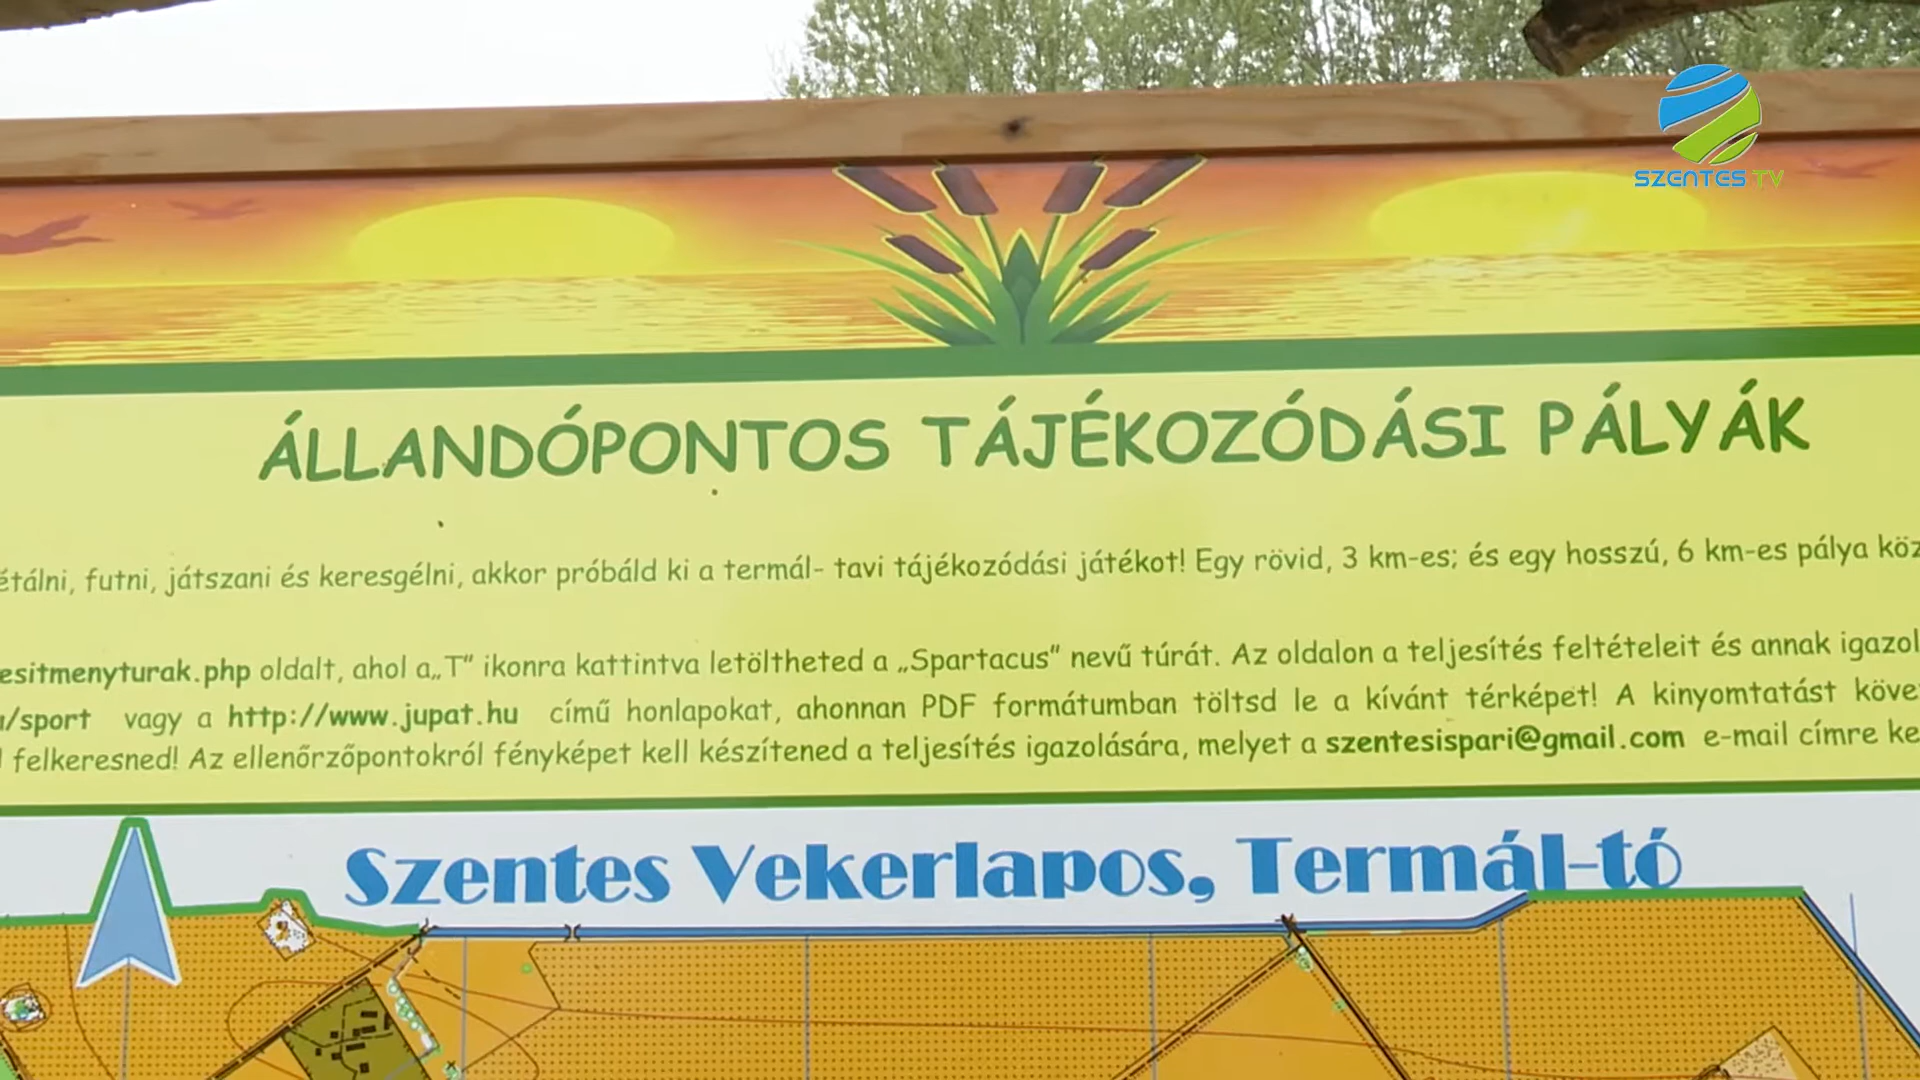 SZENTES TV
ÁLLANDÓPONTOS TÁJÉKOZÓDÁSI PÁLYÁK
étálni, futni, játszani és keresgélni, akkor próbáld ki a termál- tavi tájékozódási játékot! Egy rövid, 3 km-es; és egy hosszú, 6 km-es pálya köz
esitmenyturak.php oldalt, ahol a„T” ikonra kattintva letöltheted a „Spartacus” nevű túrát. Az oldalon a teljesítés feltételeit és annak igazol
u/sport vagy a http://www.jupat.hu című honlapokat, ahonnan PDF formátumban töltsd le a kívánt térképet! A kinyomtatást köve
l felkeresned! Az ellenőrzőpontokról fényképet kell készítened a teljesítés igazolására, melyet a szentesispari@gmail.com e-mail címre ke
Szentes Vekerlapos, Termál-tó